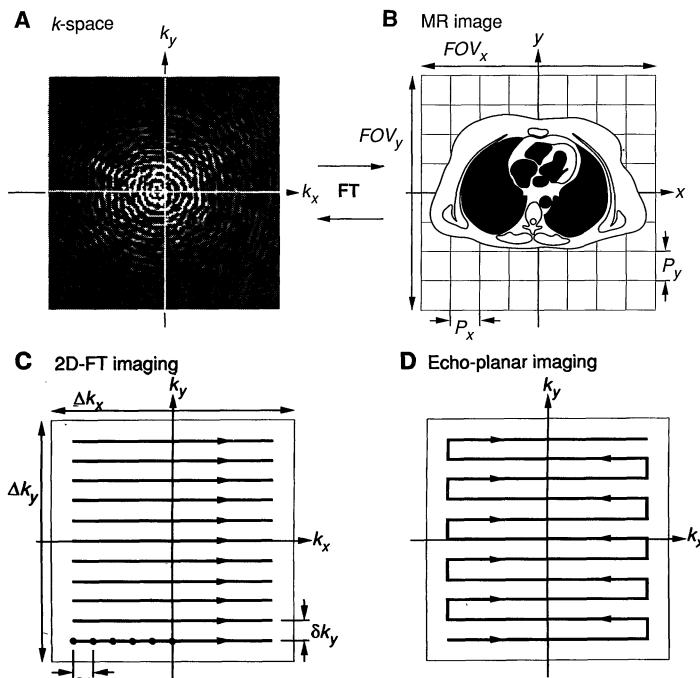 A k-space
k_y
k_x
FT
B MR image
FOV_x
y
FOV_y
x
P_y
P_x
C 2D-FT imaging
k_y
Δk_x
Δk_y
k_x
δk_y
D Echo-planar imaging
k_y
k_x